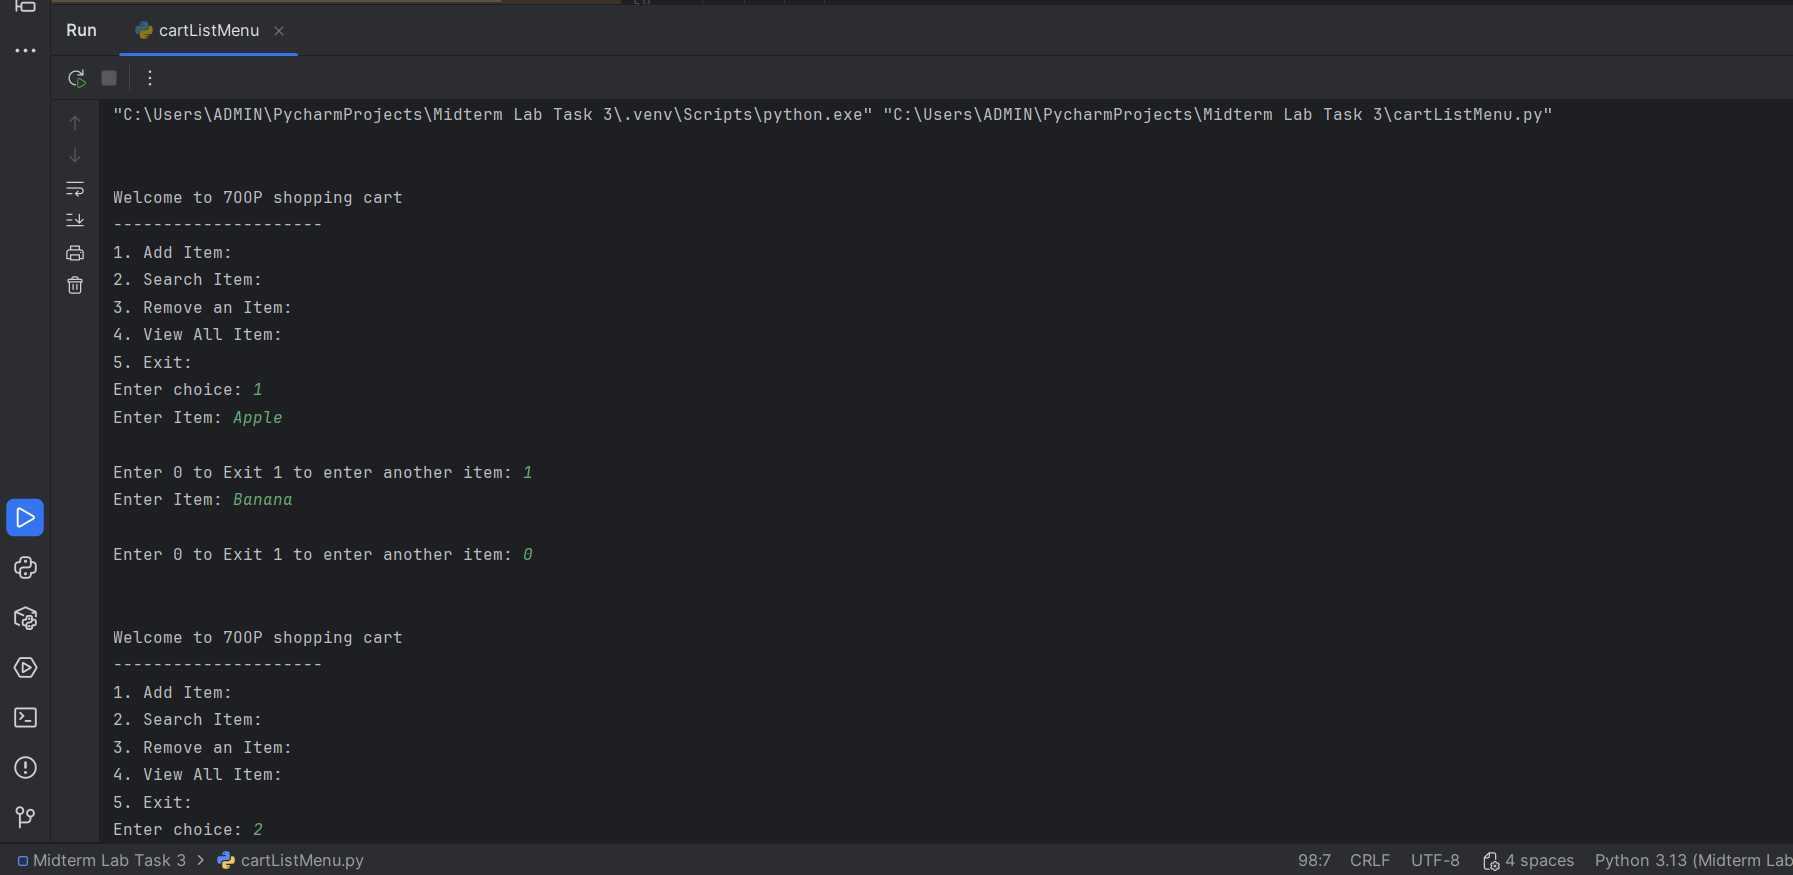 Run cartListMenu
"C:\Users\ADMIN\PycharmProjects\Midterm Lab Task 3\.venv\Scripts\python.exe" "C:\Users\ADMIN\PycharmProjects\Midterm Lab Task 3\cartListMenu.py"
Welcome to 7OOP shopping cart
---------------------
1. Add Item:
2. Search Item:
3. Remove an Item:
4. View All Item:
5. Exit:
Enter choice: 1
Enter Item: Apple
Enter 0 to Exit 1 to enter another item: 1
Enter Item: Banana
Enter 0 to Exit 1 to enter another item: 0
Welcome to 7OOP shopping cart
---------------------
1. Add Item:
2. Search Item:
3. Remove an Item:
4. View All Item:
5. Exit:
Enter choice: 2
Midterm Lab Task 3 > cartListMenu.py 98:7 CRLF UTF-8 4 spaces Python 3.13 (Midterm Lab